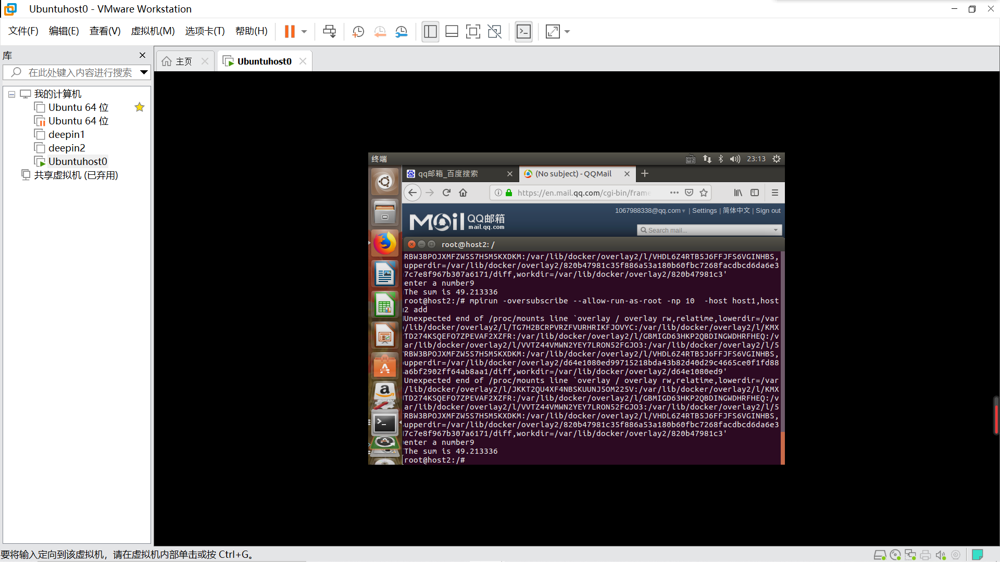 Ubuntuhost0 - VMware Workstation
文件(F) 编辑(E) 查看(V) 虚拟机(M) 选项卡(T) 帮助(H)
库
在此处键入内容进行搜索
我的计算机
Ubuntu 64 位
Ubuntu 64 位
deepin1
deepin2
Ubuntuhost0
共享虚拟机 (已弃用)
主页
Ubuntuhost0
终端
23:13
qq邮箱_百度搜索
(No subject) - QQMail
https://en.mail.qq.com/cgi-bin/frame
1067988338@qq.com | Settings | 简体中文 | Sign out
Mail QQ邮箱
mail.qq.com
Search mail...
root@host2: /
RBW3BPOJXMFZW5S7H5M5KXDKM:/var/lib/docker/overlay2/l/VHDL6Z4RTB5J6FFJFS6VGINHBS,
upperdir=/var/lib/docker/overlay2/820b47981c35f886a53a180b60fbc7268facdbcd6da6e3
7c7e8f967b307a6171/diff,workdir=/var/lib/docker/overlay2/820b47981c3'
enter a number9
The sum is 49.213336
root@host2:/# mpirun -oversubscribe --allow-run-as-root -np 10  -host host1,host
2 add
Unexpected end of /proc/mounts line `overlay / overlay rw,relatime,lowerdir=/var
/lib/docker/overlay2/l/TG7H2BCRPVRZFVURHRIKFJOVYC:/var/lib/docker/overlay2/l/KMX
TD274KSQEFO7ZPEVAF2XZFR:/var/lib/docker/overlay2/l/GBMIGD63HKP2QBDINGWDHRFHEQ:/v
ar/lib/docker/overlay2/l/VVTZ44VMWN2YEY7LRON52FGJO3:/var/lib/docker/overlay2/l/5
RBW3BPOJXMFZW5S7H5M5KXDKM:/var/lib/docker/overlay2/l/VHDL6Z4RTB5J6FFJFS6VGINHBS,
upperdir=/var/lib/docker/overlay2/d64e1080ed99715218bda43b82d40d29c4665ce0f1fd88
a6bf2902ff64ab8aa1/diff,workdir=/var/lib/docker/overlay2/d64e1080ed9'
Unexpected end of /proc/mounts line `overlay / overlay rw,relatime,lowerdir=/var
/lib/docker/overlay2/l/JKKT2QU4XF4NBSKUUNJ5OM225V:/var/lib/docker/overlay2/l/KMX
TD274KSQEFO7ZPEVAF2XZFR:/var/lib/docker/overlay2/l/GBMIGD63HKP2QBDINGWDHRFHEQ:/v
ar/lib/docker/overlay2/l/VVTZ44VMWN2YEY7LRON52FGJO3:/var/lib/docker/overlay2/l/5
RBW3BPOJXMFZW5S7H5M5KXDKM:/var/lib/docker/overlay2/l/VHDL6Z4RTB5J6FFJFS6VGINHBS,
upperdir=/var/lib/docker/overlay2/820b47981c35f886a53a180b60fbc7268facdbcd6da6e3
7c7e8f967b307a6171/diff,workdir=/var/lib/docker/overlay2/820b47981c3'
enter a number9
The sum is 49.213336
root@host2:/#
要将输入定向到该虚拟机，请在虚拟机内部单击或按 Ctrl+G。